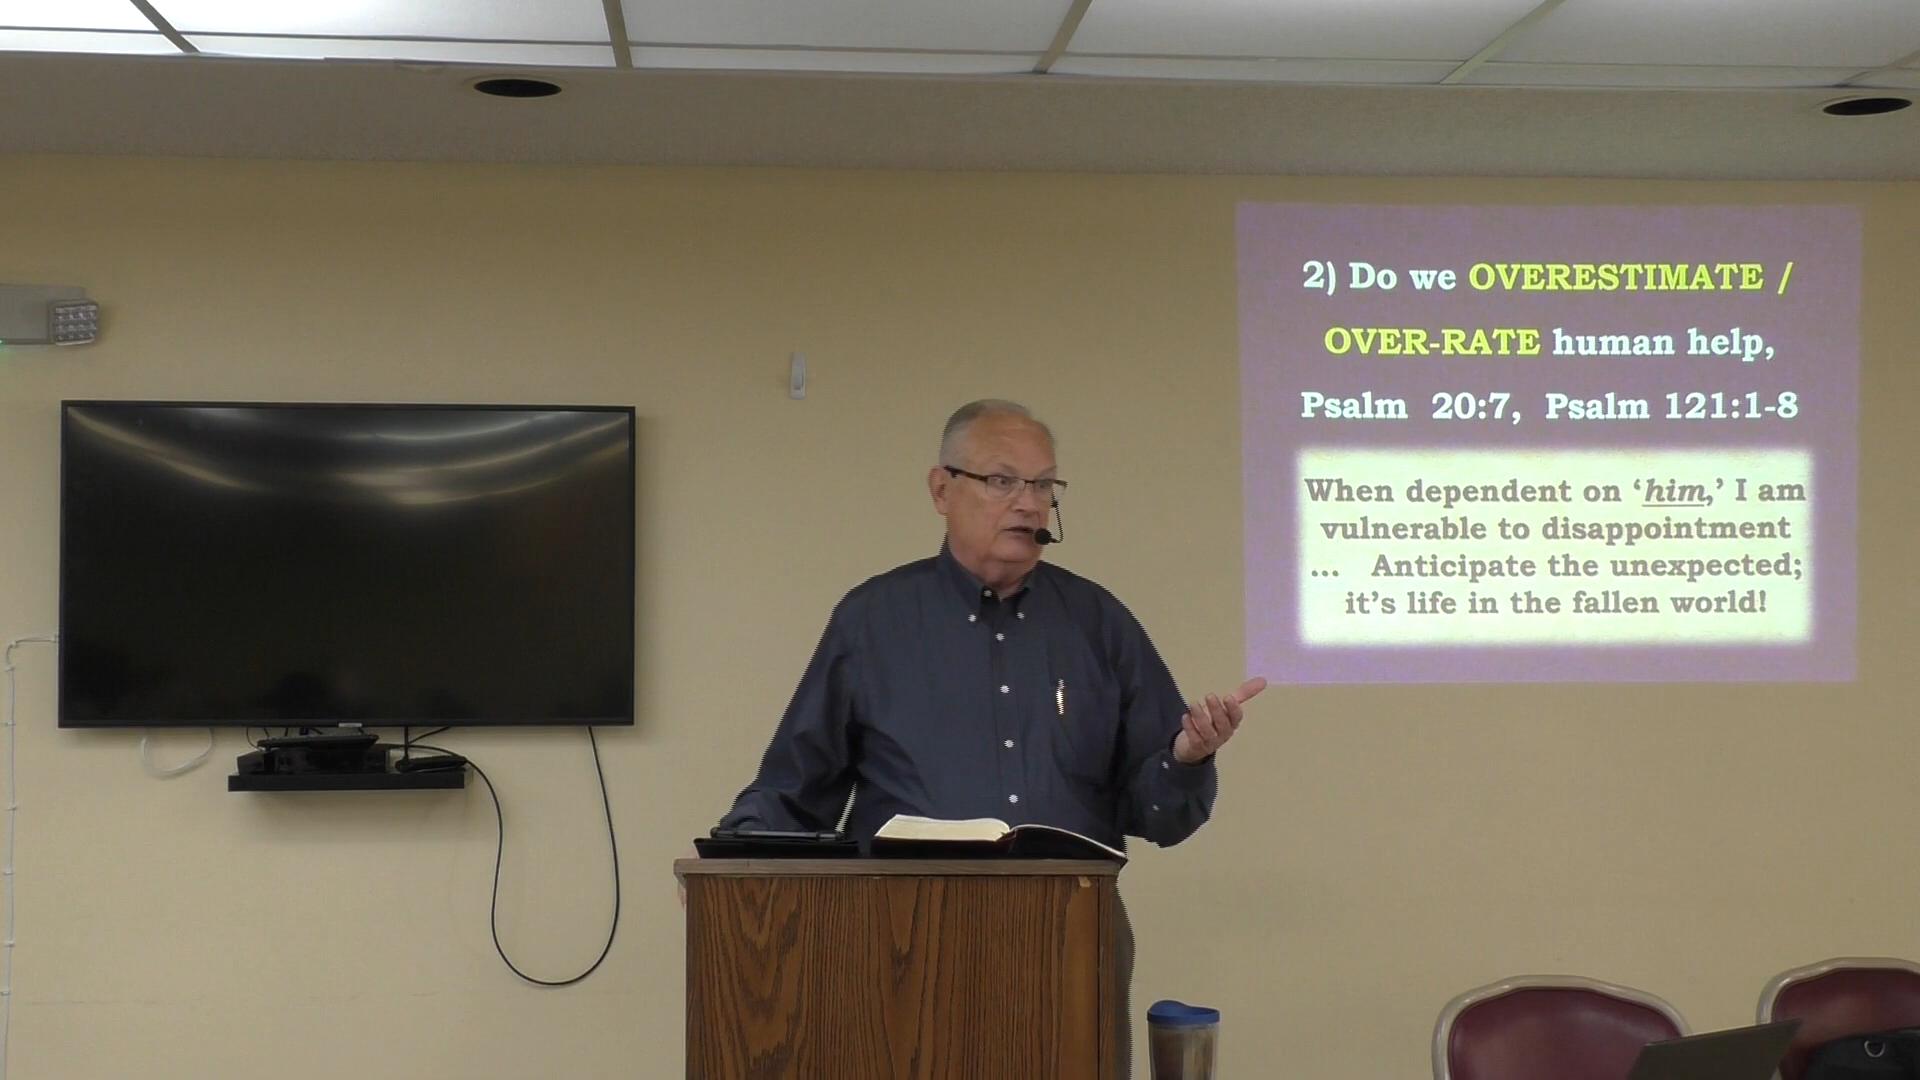 2) Do we OVERESTIMATE /
OVER-RATE human help,
Psalm 20:7, Psalm 121:1-8
When dependent on ‘him,’ I am
vulnerable to disappointment
... Anticipate the unexpected;
it’s life in the fallen world!